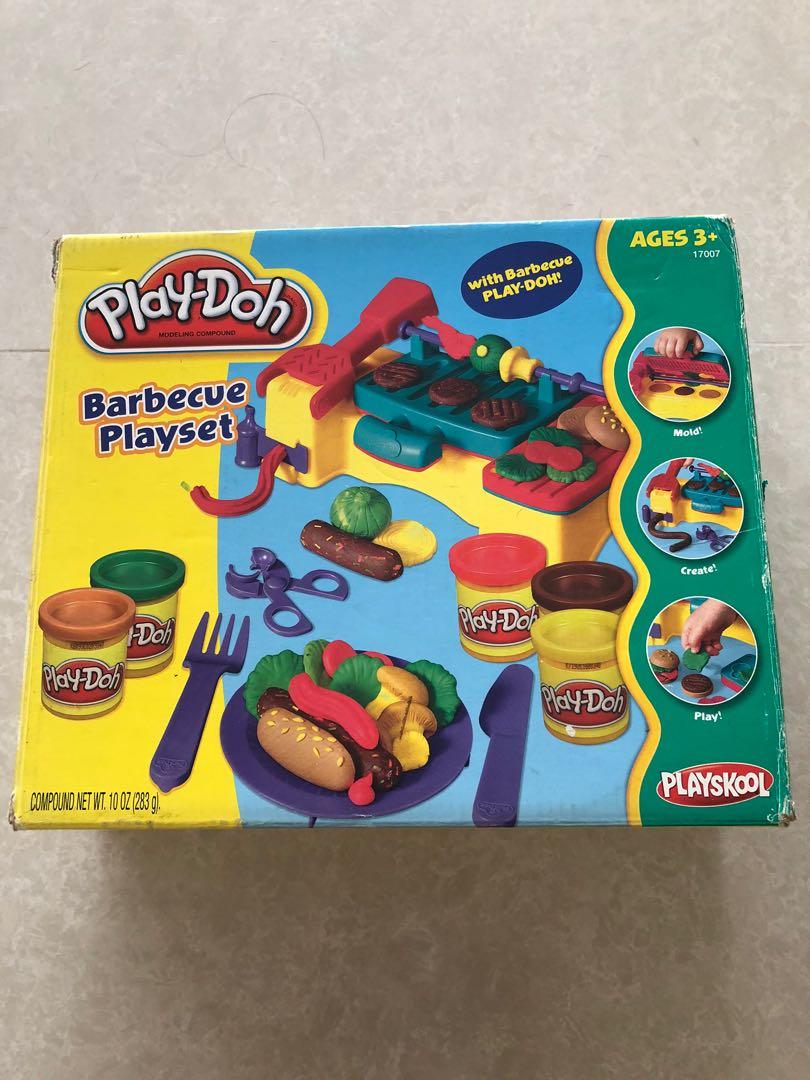 PLAY-DOH
MODELING COMPOUND
Barbecue
Playset
with Barbecue
PLAY-DOH!
AGES 3+
17007
Mold!
Create!
Play!
Play-Doh
-Doh
Play-Doh
Play-Doh
COMPOUND NET WT. 10 OZ (283 g).
PLAYSKOOL